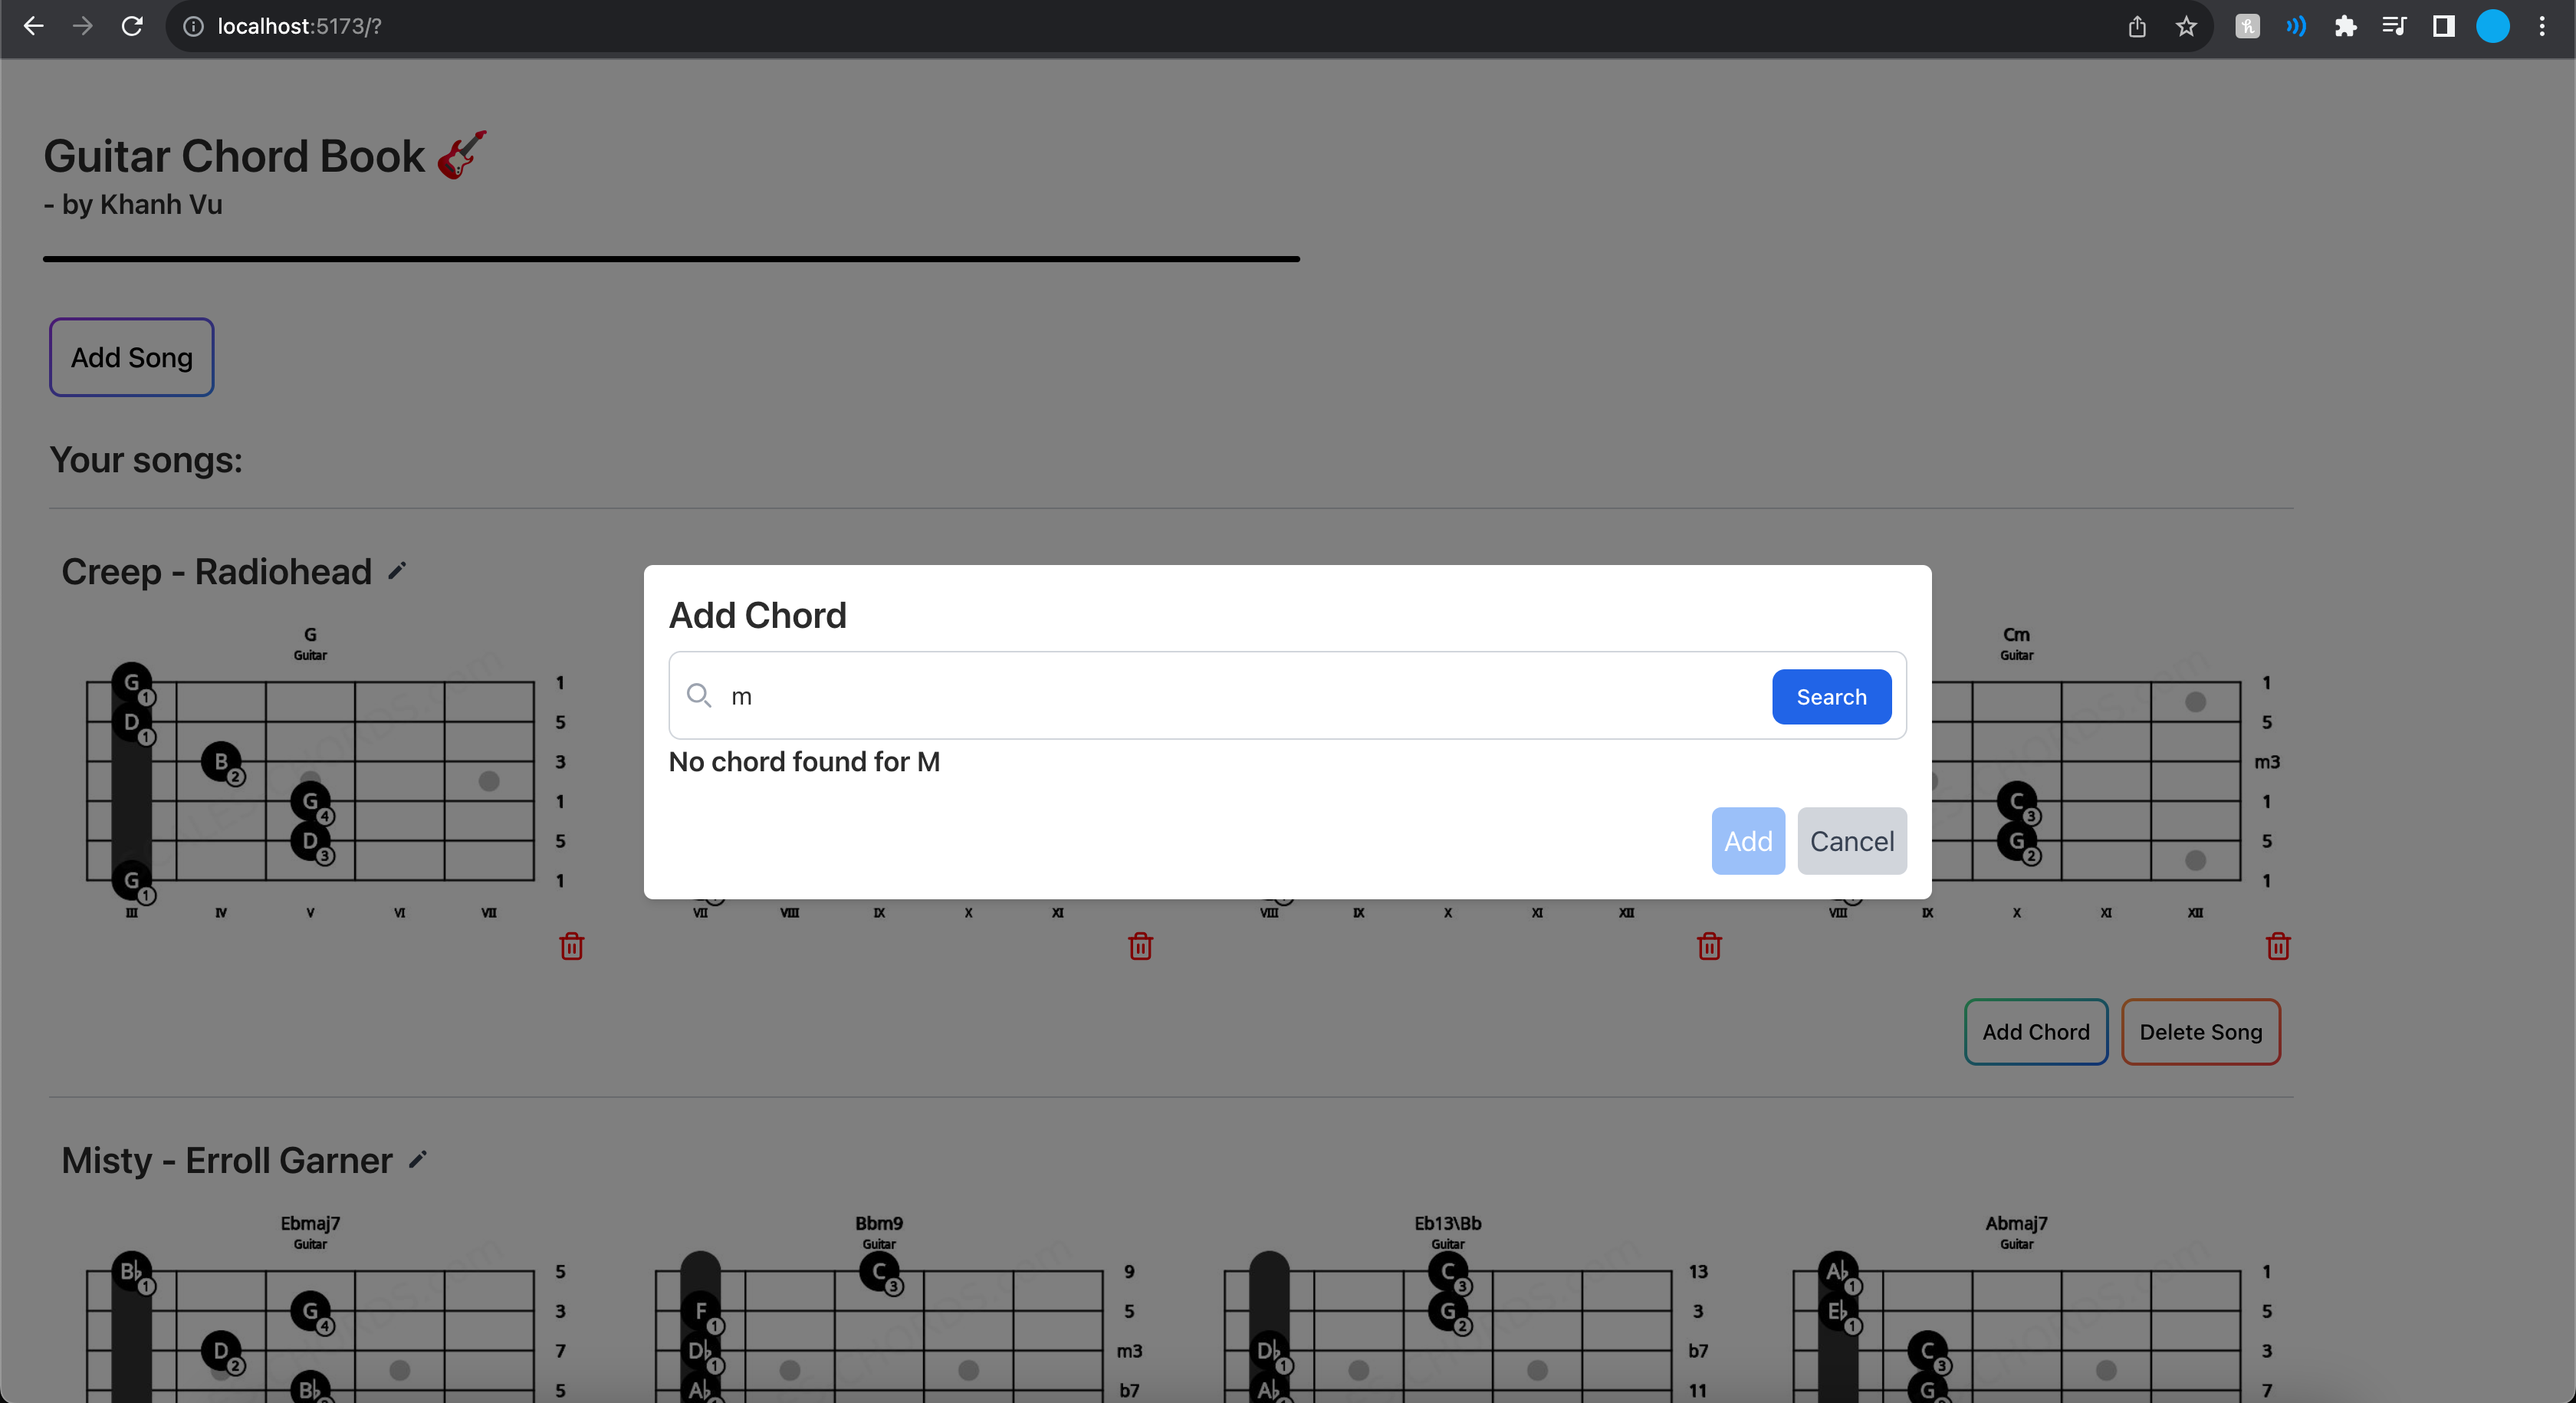 localhost:5173/?
Guitar Chord Book
- by Khanh Vu
Add Song
Your songs:
Creep - Radiohead
G
Guitar
G 1 1
D 1 5
B 2 3
G 4 1
D 3 5
G 1 1
III IV V VI VII
Add Chord
m
Search
No chord found for M
Add
Cancel
VII VIII IX X XI
VIII IX X XI XII
Cm
Guitar
1
5
m3
C 3 1
G 2 5
1
VIII IX X XI XII
Add Chord
Delete Song
Misty - Erroll Garner
Ebmaj7
Guitar
B♭ 1 5
G 4 3
D 2 7
B♭ 5
Bbm9
Guitar
C 3 9
F 1 5
D♭ 1 m3
A♭ b7
Eb13\Bb
Guitar
C 3 13
G 2 3
D♭ 1 b7
A♭ 11
Abmaj7
Guitar
A♭ 1 1
E♭ 1 5
C 3 3
G 7